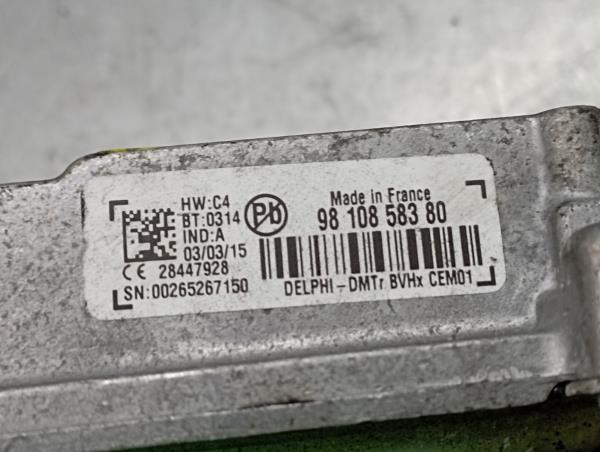 HW:C4
BT:0314
IND:A
03/03/15
CE 28447928
SN:00265267150
Pb
Made in France
98 108 583 80
DELPHI-DMTr BVHx CEM01